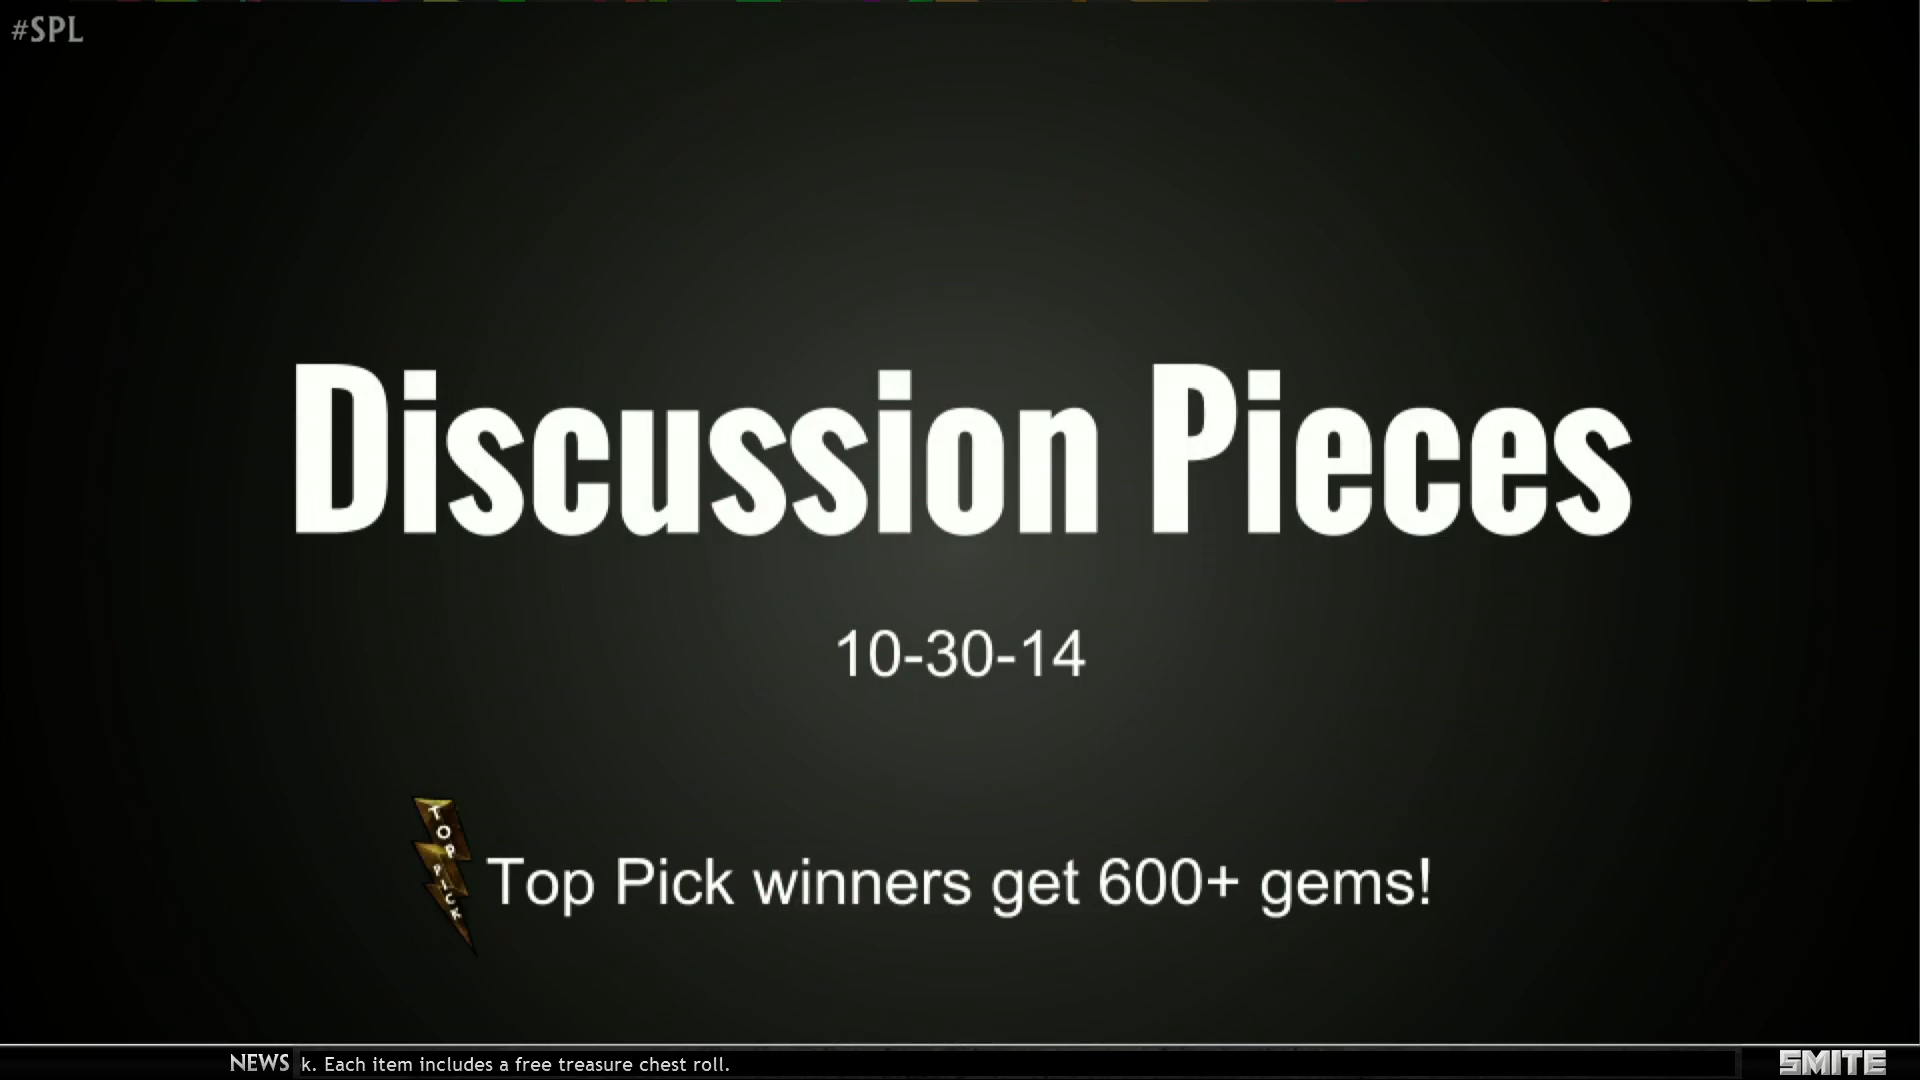 #SPL
Discussion Pieces
10-30-14
TOP PICK
Top Pick winners get 600+ gems!
NEWS k. Each item includes a free treasure chest roll.
SMITE